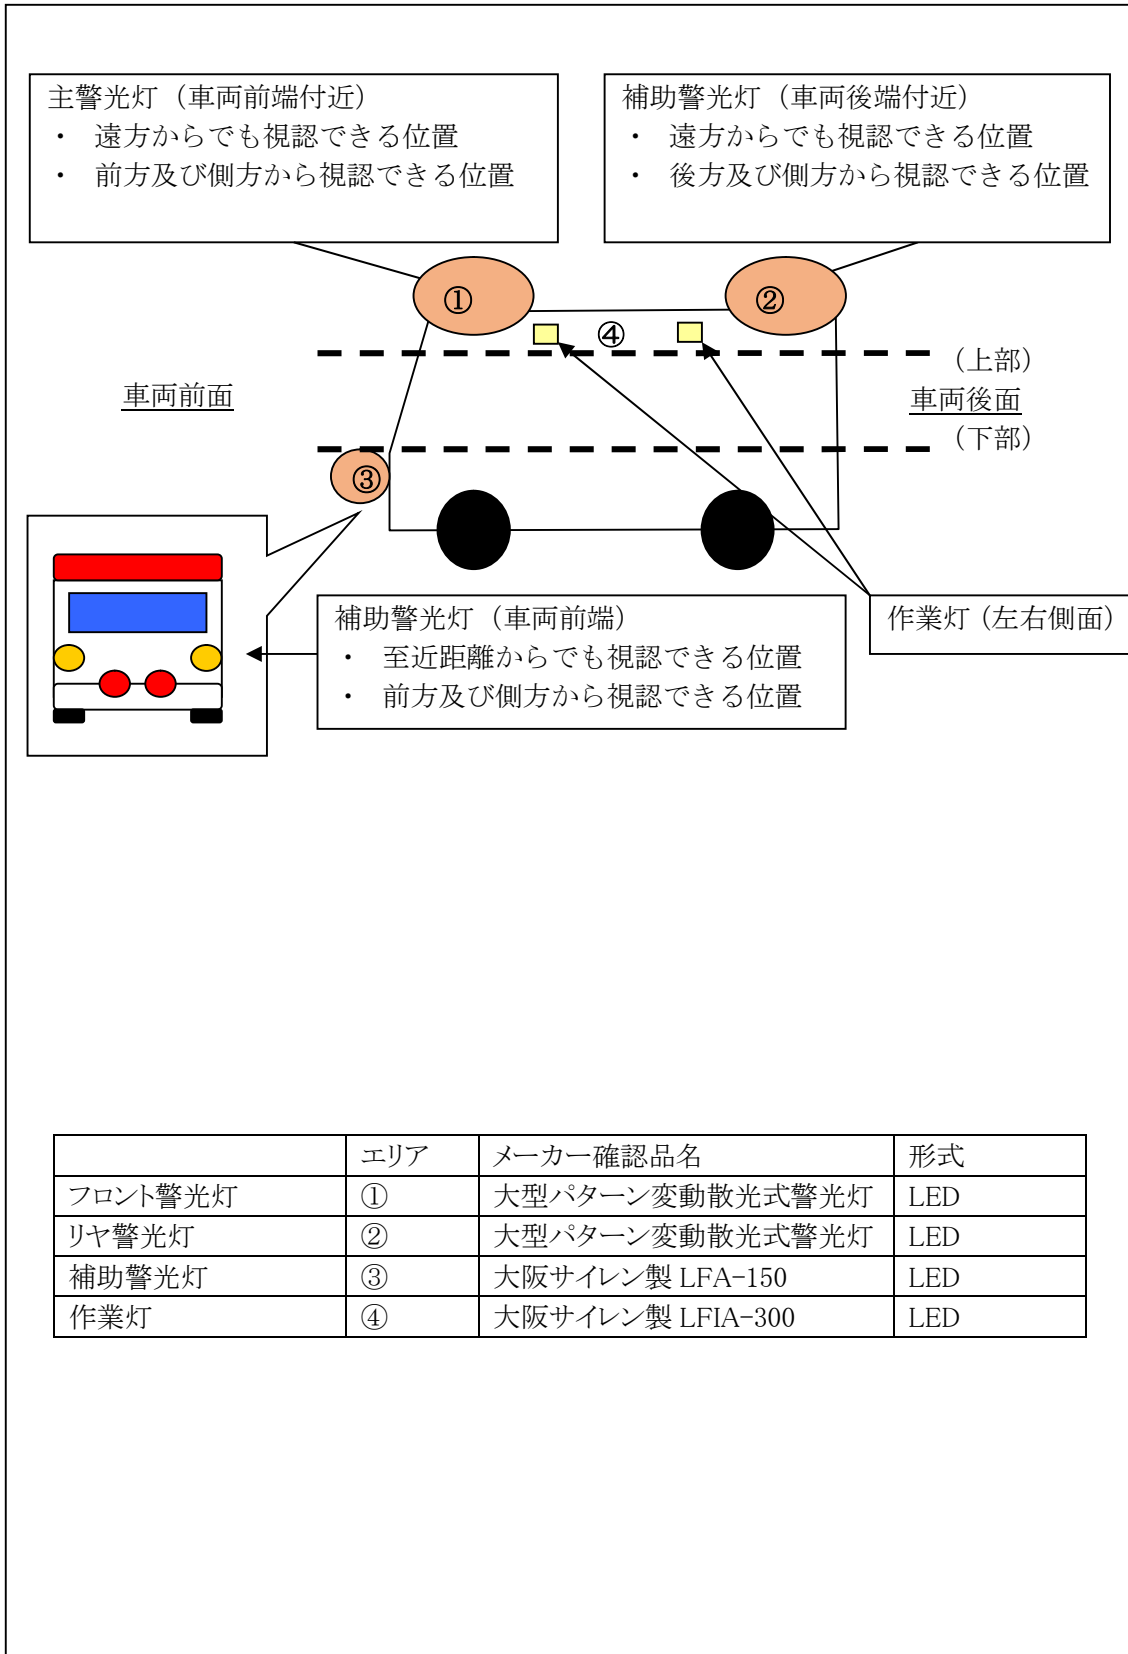 主警光灯（車両前端付近）
・ 遠方からでも視認できる位置
・ 前方及び側方から視認できる位置
補助警光灯（車両後端付近）
・ 遠方からでも視認できる位置
・ 後方及び側方から視認できる位置
①
②
④
（上部）
車両前面
車両後面
（下部）
③
補助警光灯（車両前端）
・ 至近距離からでも視認できる位置
・ 前方及び側方から視認できる位置
作業灯（左右側面）
エリア メーカー確認品名 形式
フロント警光灯 ① 大型パターン変動散光式警光灯 LED
リヤ警光灯 ② 大型パターン変動散光式警光灯 LED
補助警光灯 ③ 大阪サイレン製 LFA-150 LED
作業灯 ④ 大阪サイレン製 LFIA-300 LED